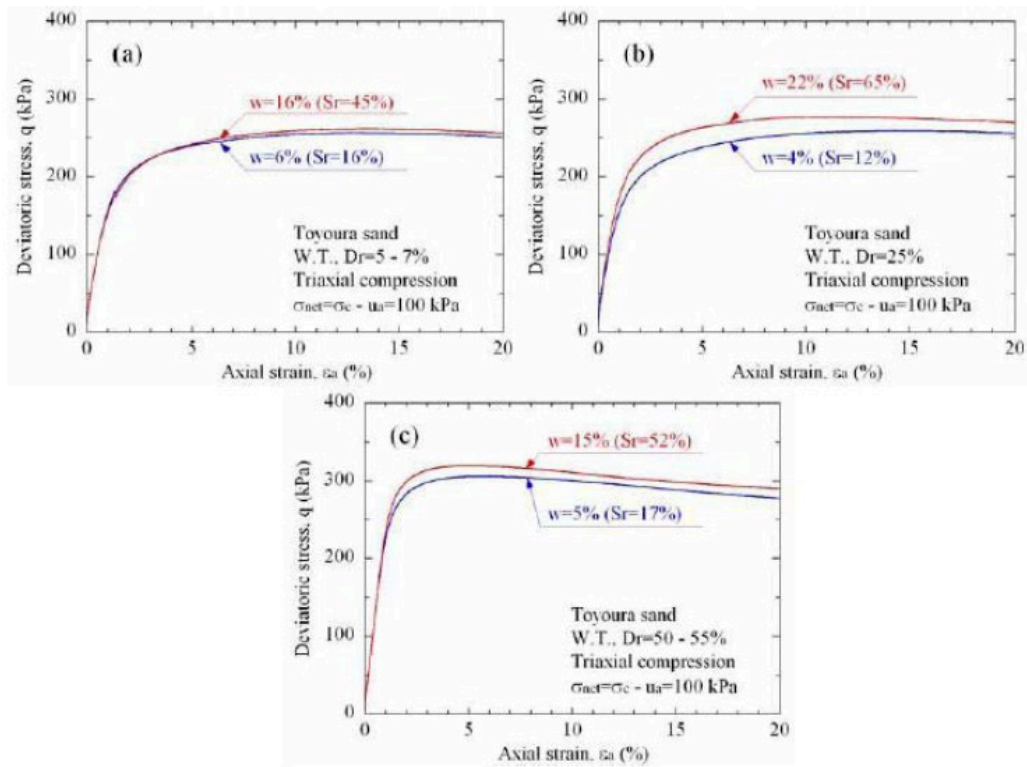 400
300
200
100
0
Deviatoric stress, q (kPa)
(a)
w=16% (Sr=45%)
w=6% (Sr=16%)
Toyoura sand
W.T., Dr=5 - 7%
Triaxial compression
σnet=σc - ua=100 kPa
0 5 10 15 20
Axial strain, εa (%)
400
300
200
100
0
Deviatoric stress, q (kPa)
(b)
w=22% (Sr=65%)
w=4% (Sr=12%)
Toyoura sand
W.T., Dr=25%
Triaxial compression
σnet=σc - ua=100 kPa
0 5 10 15 20
Axial strain, εa (%)
400
300
200
100
0
Deviatoric stress, q (kPa)
(c)
w=15% (Sr=52%)
w=5% (Sr=17%)
Toyoura sand
W.T., Dr=50 - 55%
Triaxial compression
σnet=σc - ua=100 kPa
0 5 10 15 20
Axial strain, εa (%)